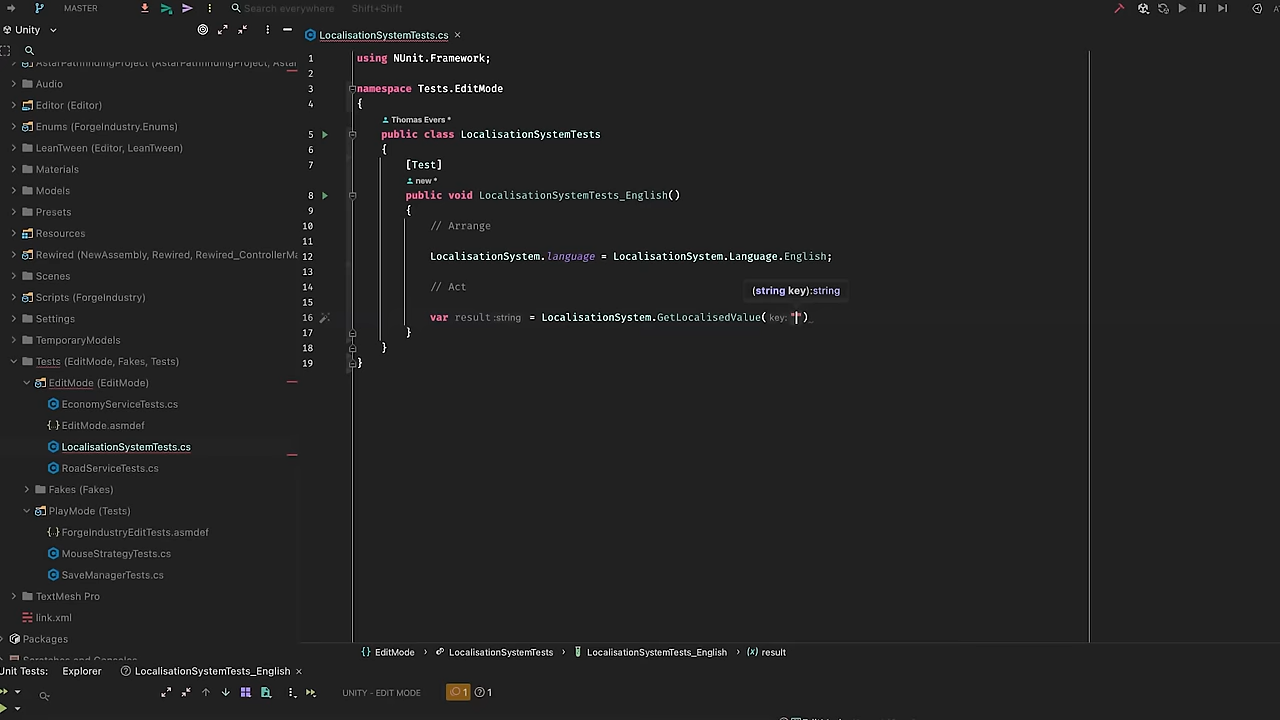 MASTER
Search everywhere Shift+Shift
Unity
LocalisationSystemTests.cs ×
AstarPathfindingProject (AstarPathfindingProject, Astar
Audio
Editor (Editor)
Enums (ForgeIndustry.Enums)
LeanTween (Editor, LeanTween)
Materials
Models
Presets
Resources
Rewired (NewAssembly, Rewired, Rewired_ControllerMa
Scenes
Scripts (ForgeIndustry)
Settings
TemporaryModels
Tests (EditMode, Fakes, Tests)
EditMode (EditMode)
EconomyServiceTests.cs
EditMode.asmdef
LocalisationSystemTests.cs
RoadServiceTests.cs
Fakes (Fakes)
PlayMode (Tests)
ForgeIndustryEditTests.asmdef
MouseStrategyTests.cs
SaveManagerTests.cs
TextMesh Pro
link.xml
Packages
Scratches and Consoles
1 using NUnit.Framework;
2
3 namespace Tests.EditMode
4 {
Thomas Evers *
5 public class LocalisationSystemTests
6 {
7 [Test]
new *
8 public void LocalisationSystemTests_English()
9 {
10 // Arrange
11
12 LocalisationSystem.language = LocalisationSystem.Language.English;
13
14 // Act
(string key):string
15
16 var result :string = LocalisationSystem.GetLocalisedValue( key: "")
17 }
18 }
19 }
EditMode › LocalisationSystemTests › LocalisationSystemTests_English › (x) result
Unit Tests: Explorer LocalisationSystemTests_English ×
UNITY - EDIT MODE 1 1